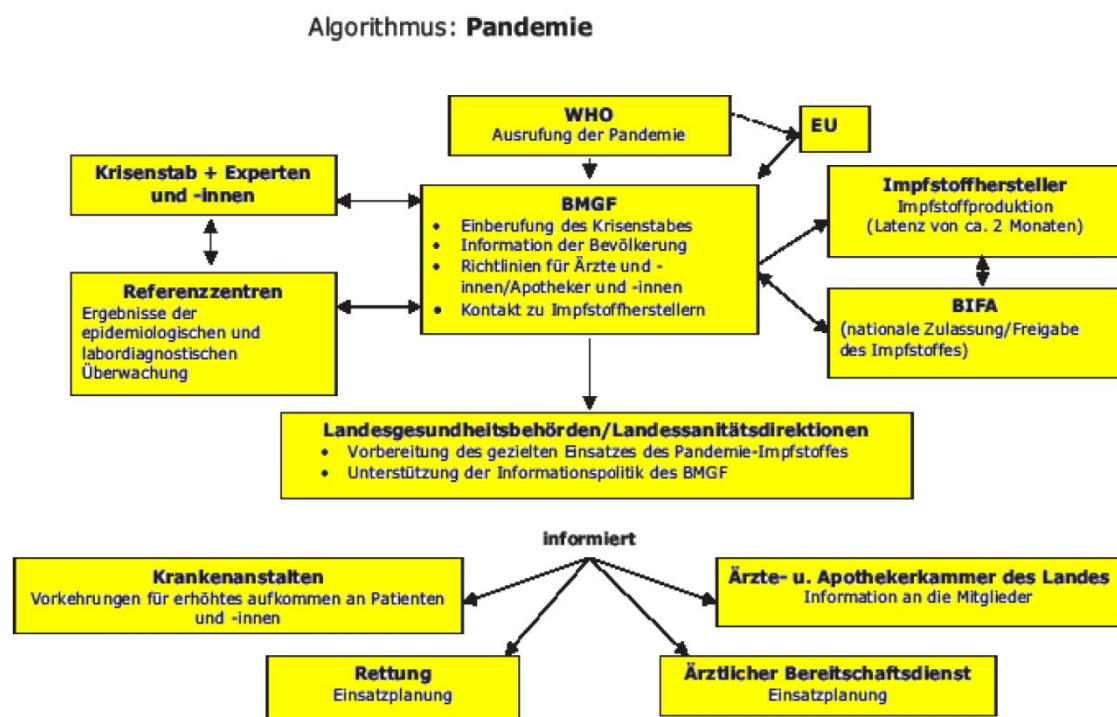 Algorithmus: Pandemie
WHO
Ausrufung der Pandemie
EU
Krisenstab + Experten
und -innen
BMGF
• Einberufung des Krisenstabes
• Information der Bevölkerung
• Richtlinien für Ärzte und -
innen/Apotheker und -innen
• Kontakt zu Impfstoffherstellern
Impfstoffhersteller
Impfstoffproduktion
(Latenz von ca. 2 Monaten)
Referenzzentren
Ergebnisse der
epidemiologischen und
labordiagnostischen
Überwachung
BIFA
(nationale Zulassung/Freigabe
des Impfstoffes)
Landesgesundheitsbehörden/Landessanitätsdirektionen
• Vorbereitung des gezielten Einsatzes des Pandemie-Impfstoffes
• Unterstützung der Informationspolitik des BMGF
informiert
Krankenanstalten
Vorkehrungen für erhöhtes aufkommen an Patienten
und -innen
Ärzte- u. Apothekerkammer des Landes
Information an die Mitglieder
Rettung
Einsatzplanung
Ärztlicher Bereitschaftsdienst
Einsatzplanung